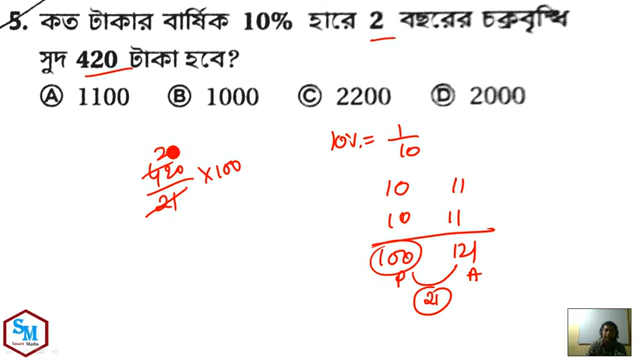 5. কত টাকার বার্ষিক 10% হারে 2 বছরের চক্রবৃদ্ধি
সুদ 420 টাকা হবে?
A 1100 B 1000 C 2200 D 2000
10%. = 1/10
20
420/21 × 100
10 11
10 11
100 121
P A
21
SM
Smart Maths